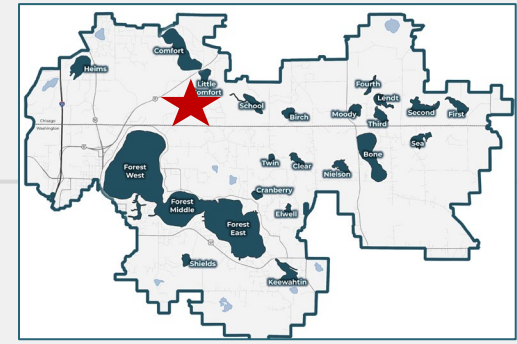 Comfort
Heims
Little
Comfort
School
Birch
Fourth
Lendt
Moody
Third
Second
First
Sea
Bone
Chisago
Washington
Forest
West
Twin
Clear
Nielson
Cranberry
Forest
Middle
Elwell
Forest
East
Shields
Keewahtin